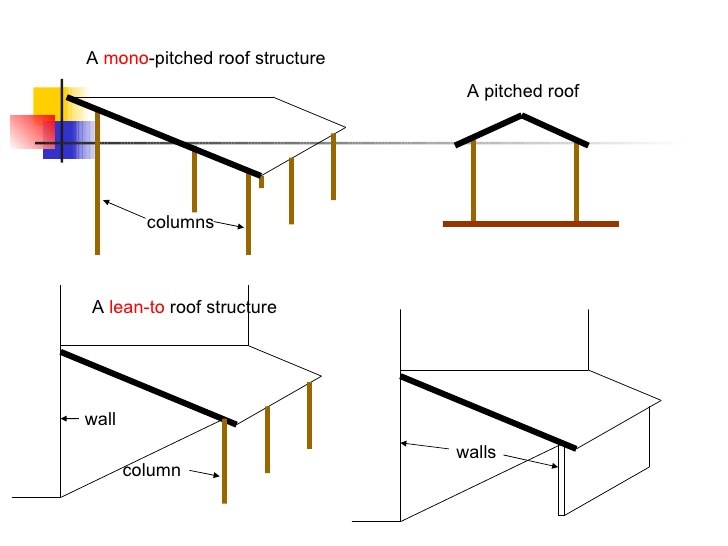 A mono-pitched roof structure
A pitched roof
columns
A lean-to roof structure
wall
column
walls